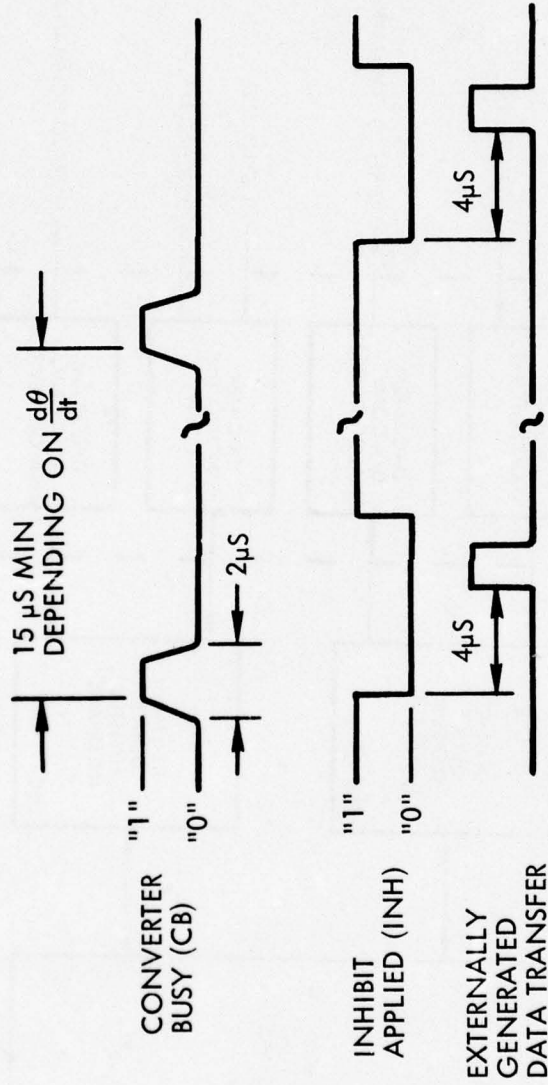 15 µS MIN
DEPENDING ON dθ/dt
CONVERTER
BUSY (CB)
"1"
"0"
2µS
INHIBIT
APPLIED (INH)
"1"
"0"
EXTERNALLY
GENERATED
DATA TRANSFER
4µS
4µS